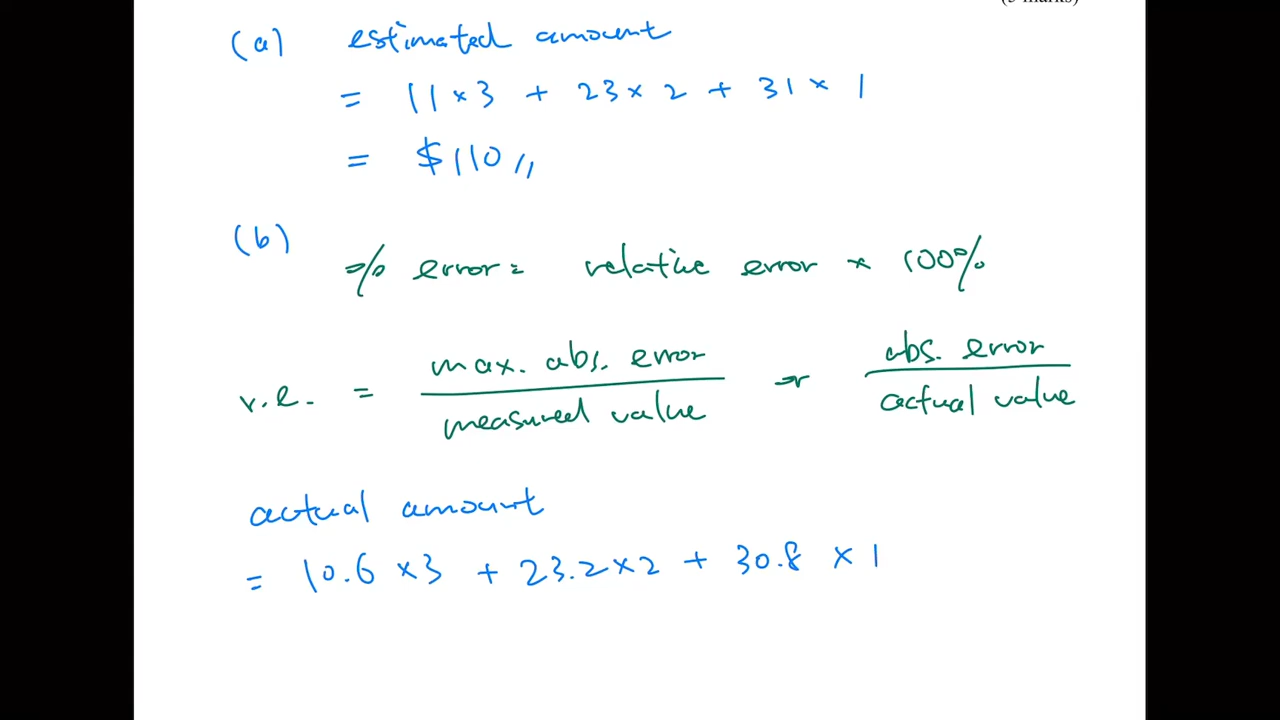 (a) estimated amount
= 11 × 3 + 23 × 2 + 31 × 1
= $110 //
(b)
% error = relative error × 100%
r.e. = max. abs. error / measured value or abs. error / actual value
actual amount
= 10.6 × 3 + 23.2 × 2 + 30.8 × 1